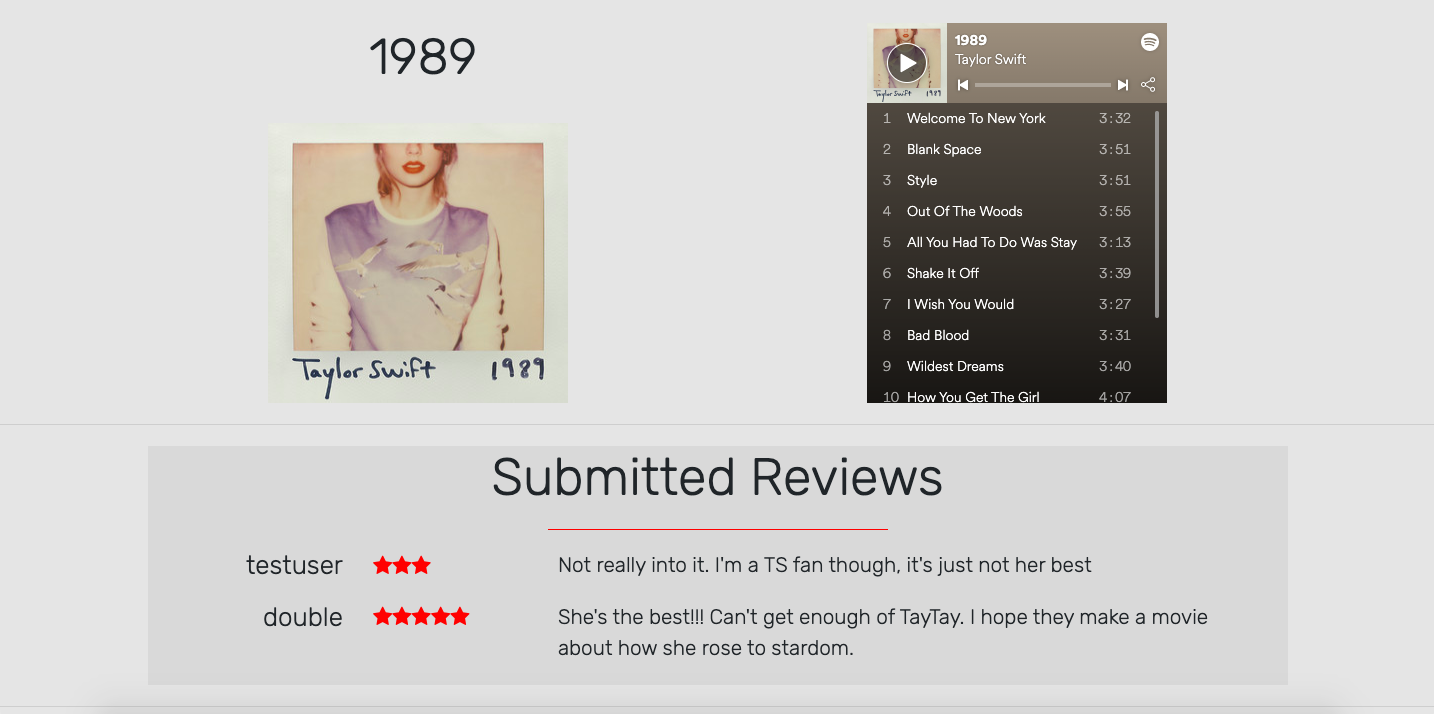 1989
Taylor Swift 1989
1989
Taylor Swift
Taylor Swift 1989
1 Welcome To New York 3:32
2 Blank Space 3:51
3 Style 3:51
4 Out Of The Woods 3:55
5 All You Had To Do Was Stay 3:13
6 Shake It Off 3:39
7 I Wish You Would 3:27
8 Bad Blood 3:31
9 Wildest Dreams 3:40
10 How You Get The Girl 4:07
Submitted Reviews
testuser Not really into it. I'm a TS fan though, it's just not her best
double She's the best!!! Can't get enough of TayTay. I hope they make a movie
about how she rose to stardom.